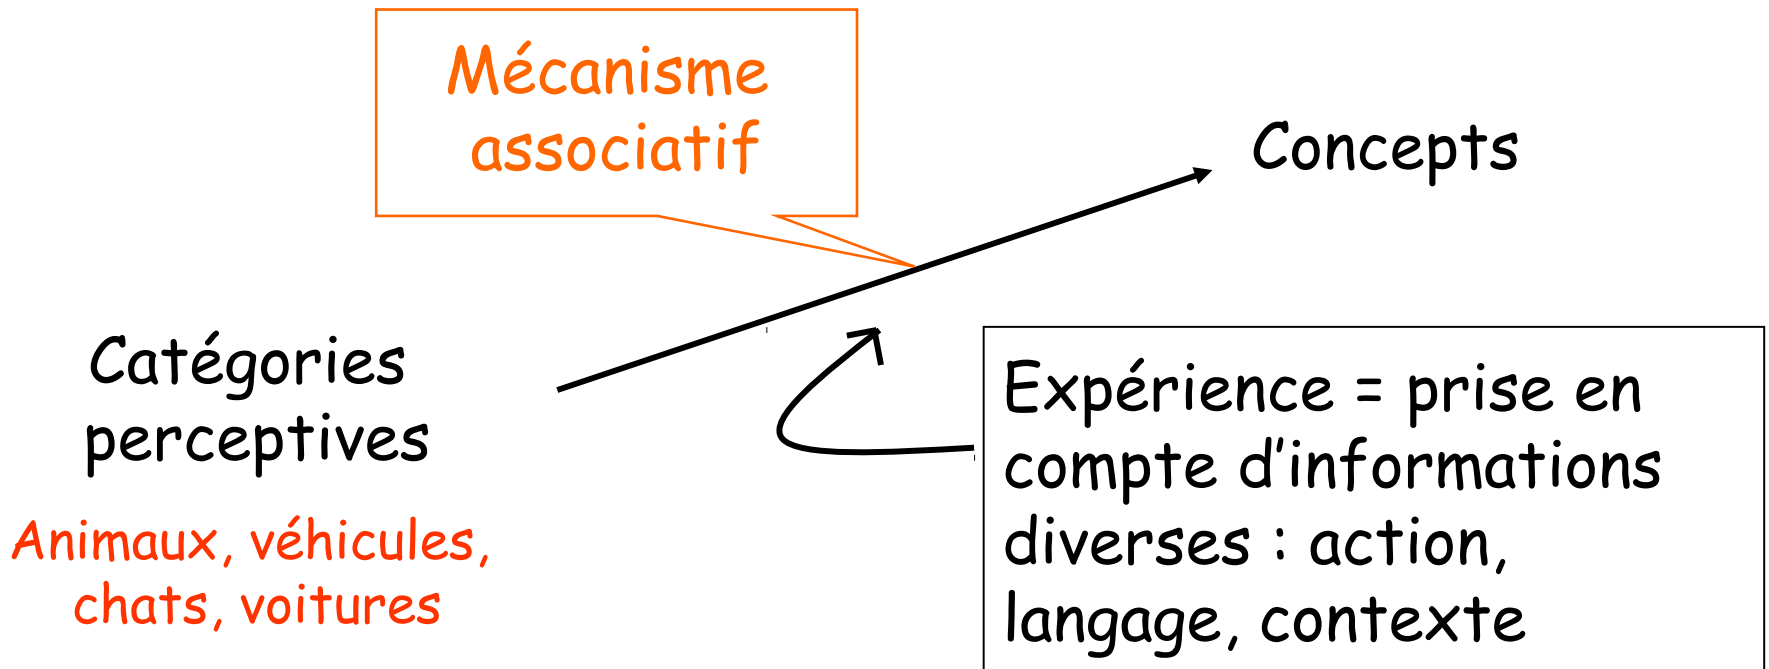 Mécanisme
associatif
Concepts
Catégories
perceptives
Animaux, véhicules,
chats, voitures
Expérience = prise en
compte d’informations
diverses : action,
langage, contexte